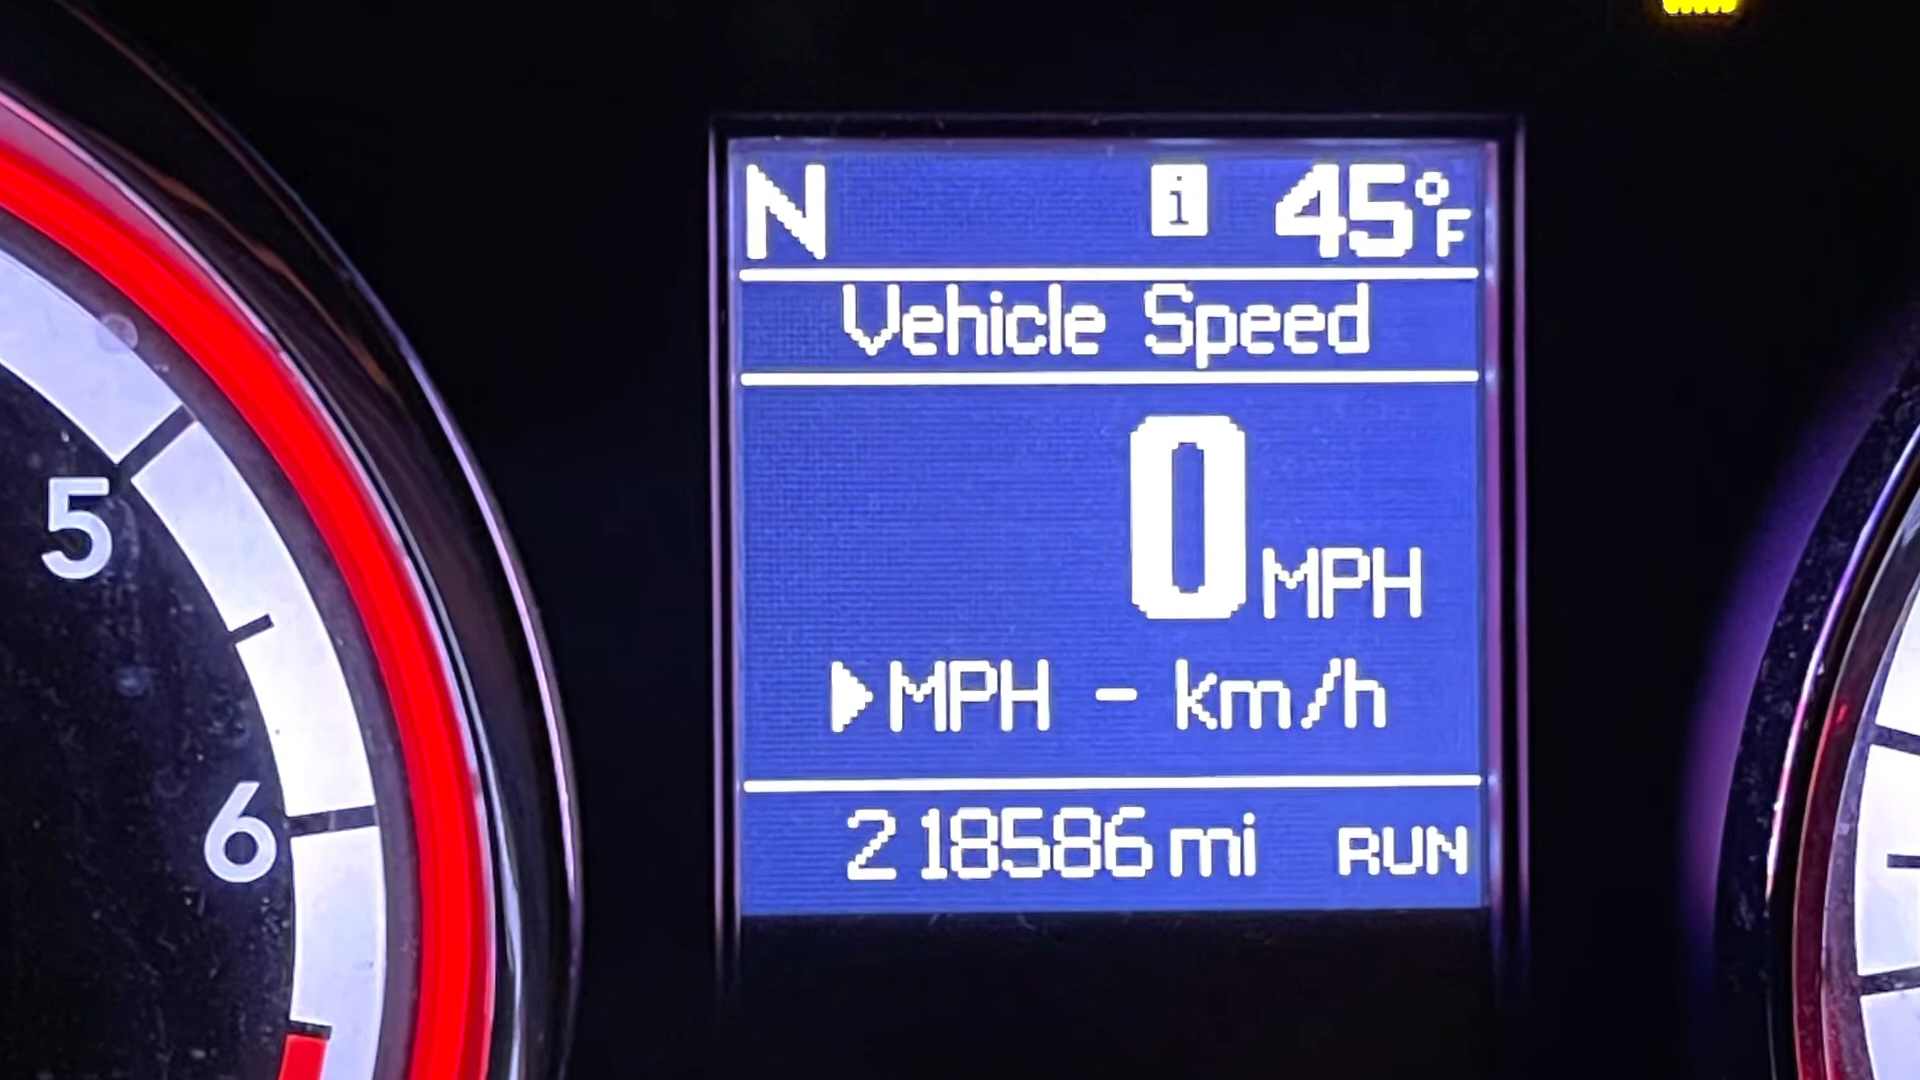 N i 45°F
Vehicle Speed
0 MPH
▶MPH - km/h
218586 mi RUN
5
6